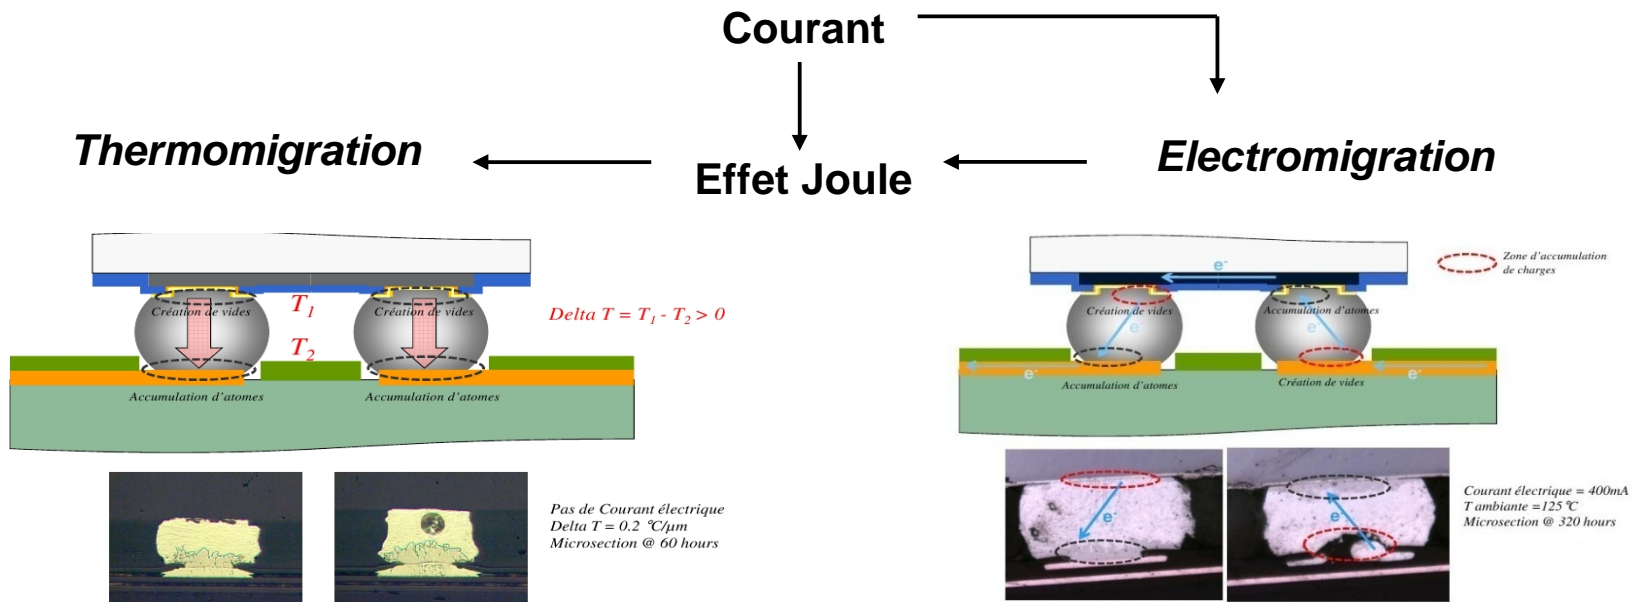 Courant
Thermomigration
Effet Joule
Electromigration
T1
T2
Création de vides
Création de vides
Accumulation d'atomes
Accumulation d'atomes
Delta T = T1 - T2 > 0
e-
Zone d'accumulation
de charges
Création de vides
Accumulation d'atomes
e-
e-
e-
e-
Accumulation d'atomes
Création de vides
Pas de Courant électrique
Delta T = 0.2 °C/µm
Microsection @ 60 hours
e-
e-
Courant électrique = 400mA
T ambiante =125°C
Microsection @ 320 hours